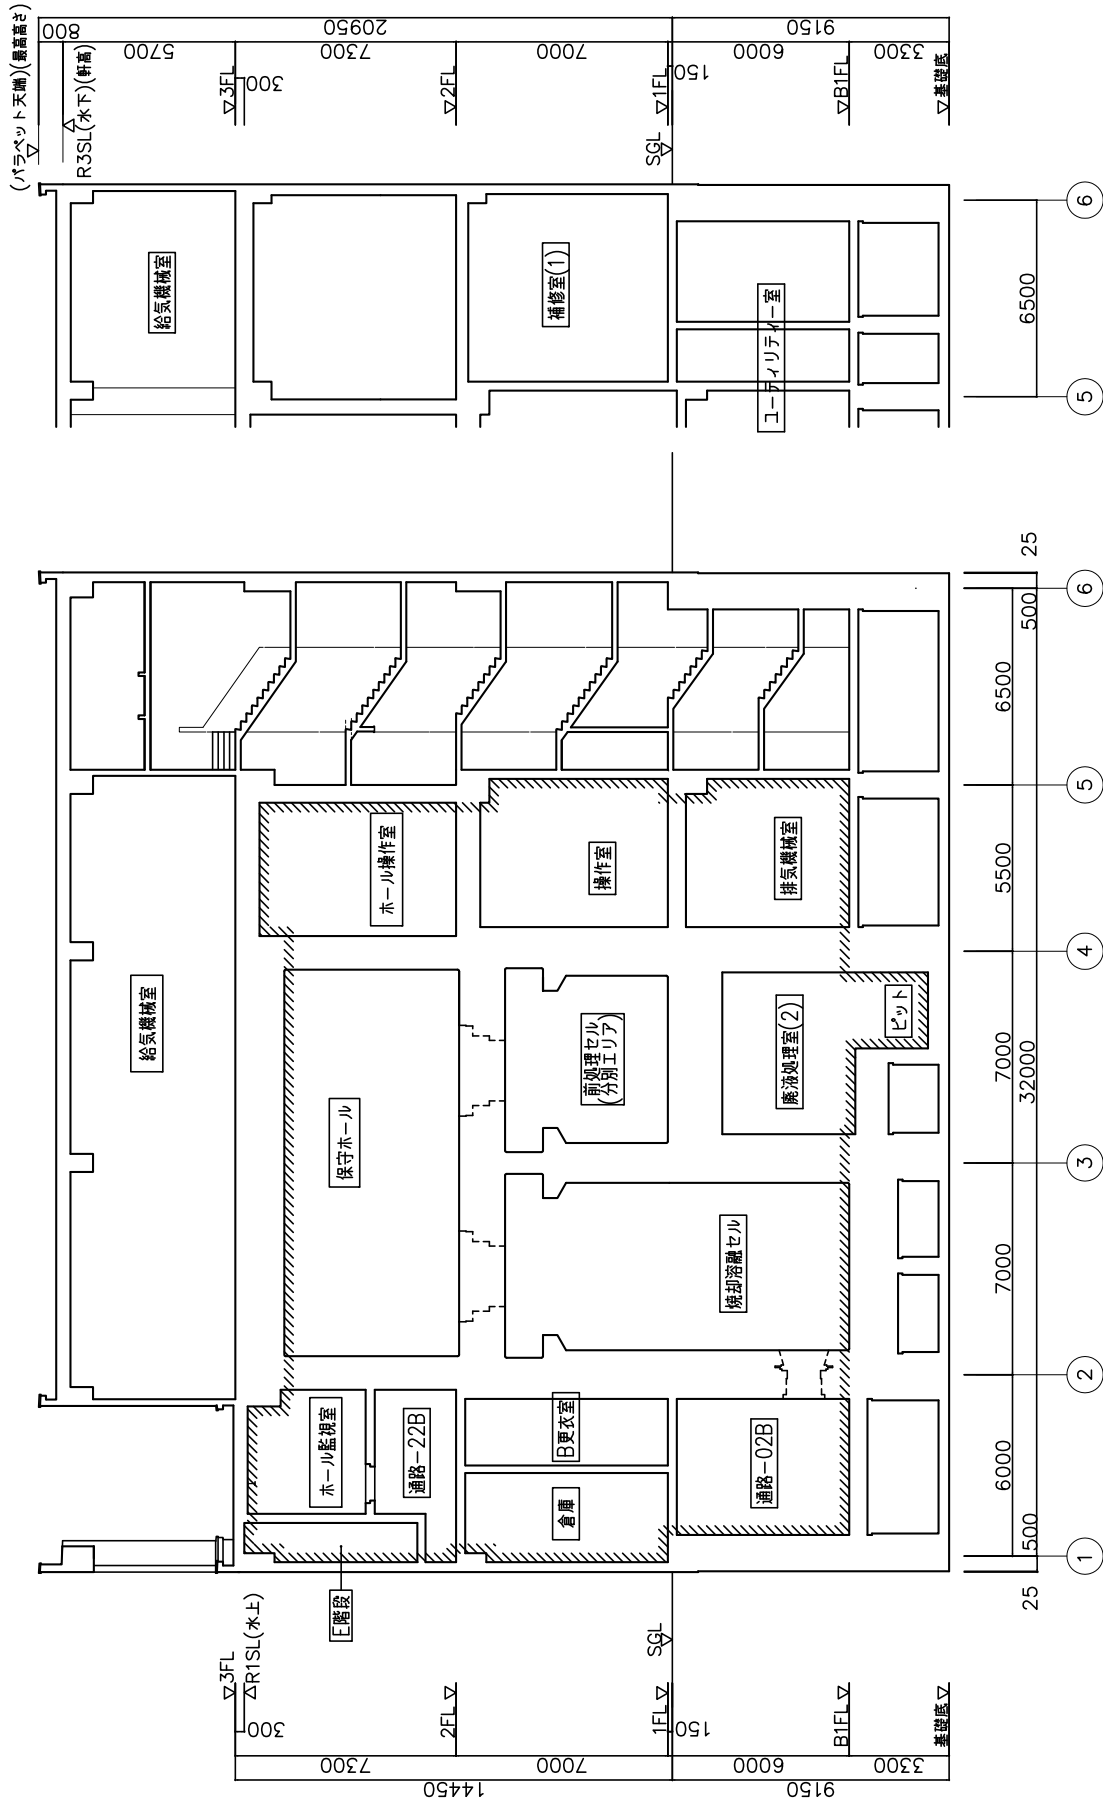 (パラペット天端)(最高高さ)
R3SL(水下)(軒高)
800
5700
3FL
300
7300
20950
2FL
7000
1FL
SGL
150
6000
9150
B1FL
3300
基礎底
給気機械室
補修室(1)
ユーティリティー室
6500
5
6
給気機械室
ホール操作室
操作室
排気機械室
保守ホール
前処理セル
(分別エリア)
廃液処理室(2)
ピット
焼却溶融セル
ホール監視室
通路-22B
B更衣室
通路-02B
倉庫
E階段
3FL
R1SL(水上)
300
7300
14450
2FL
7000
1FL
SGL
150
6000
9150
B1FL
3300
基礎底
25
500
6000
7000
7000
5500
6500
500
25
32000
1
2
3
4
5
6